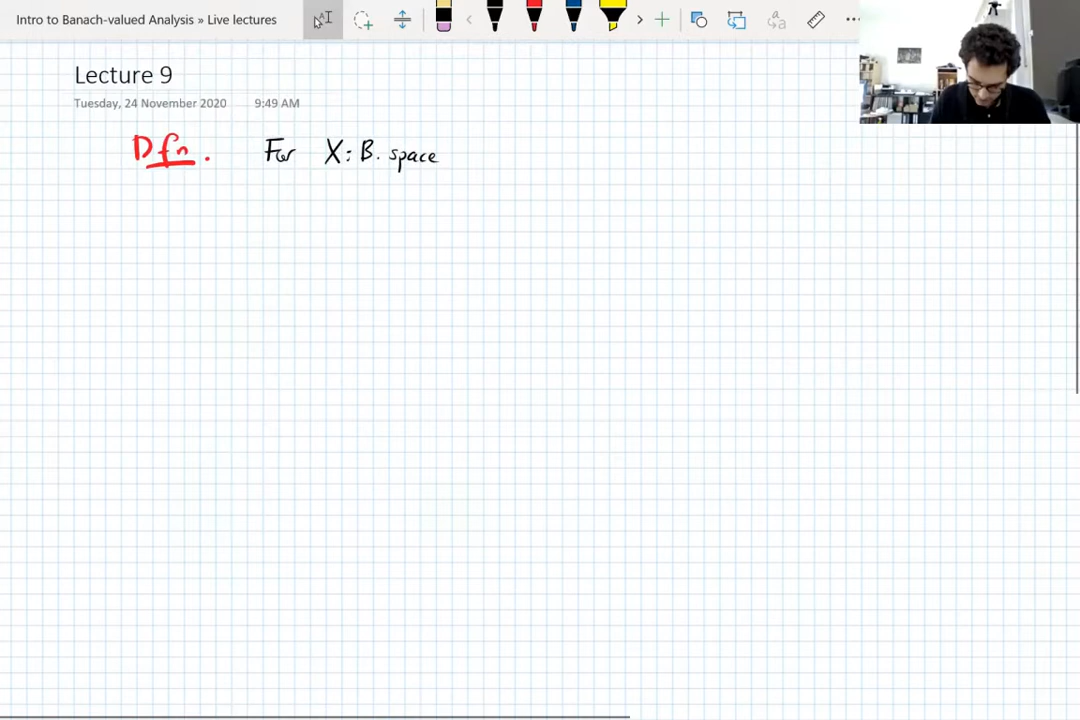 Intro to Banach-valued Analysis » Live lectures
Lecture 9
Tuesday, 24 November 2020 9:49 AM
Dfn. For X: B. space